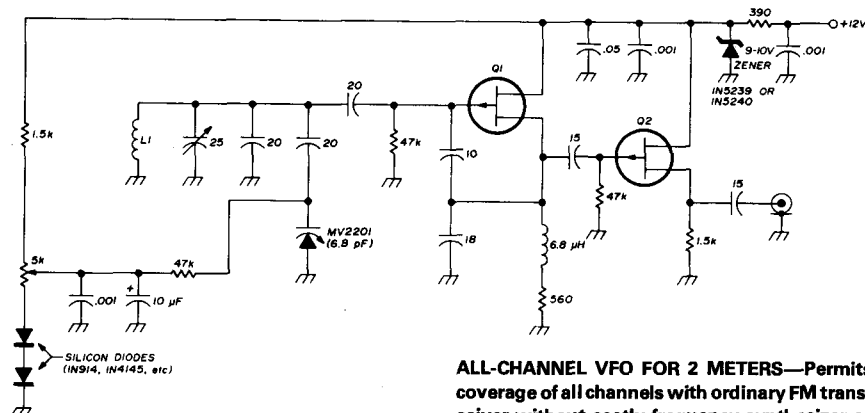 390
+12V
.05
.001
9-10V
ZENER
.001
IN5239 OR
IN5240
Q1
Q2
20
1.5k
L1
25
20
20
47k
10
15
47k
15
MV2201
(6.8 pF)
18
6.8 µH
1.5k
5k
47k
560
.001
+
10 µF
SILICON DIODES
(IN914, IN4145, etc)
ALL-CHANNEL VFO FOR 2 METERS—Permits
coverage of all channels with ordinary FM trans-